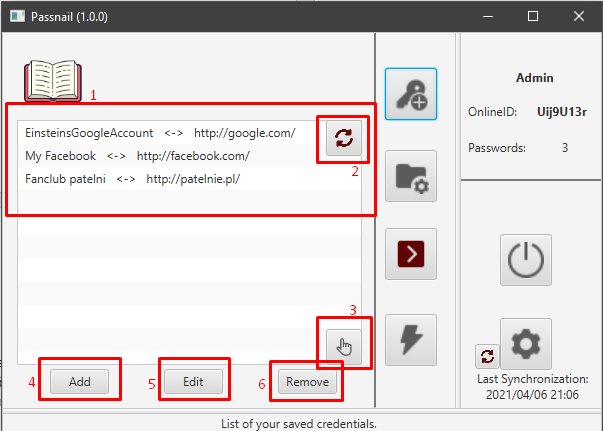 Passnail (1.0.0)
1
EinsteinsGoogleAccount <-> http://google.com/
My Facebook <-> http://facebook.com/
Fanclub patelni <-> http://patelnie.pl/
2
3
4 Add
5 Edit
6 Remove
Admin
OnlineID: Uij9U13r
Passwords: 3
Last Synchronization:
2021/04/06 21:06
List of your saved credentials.